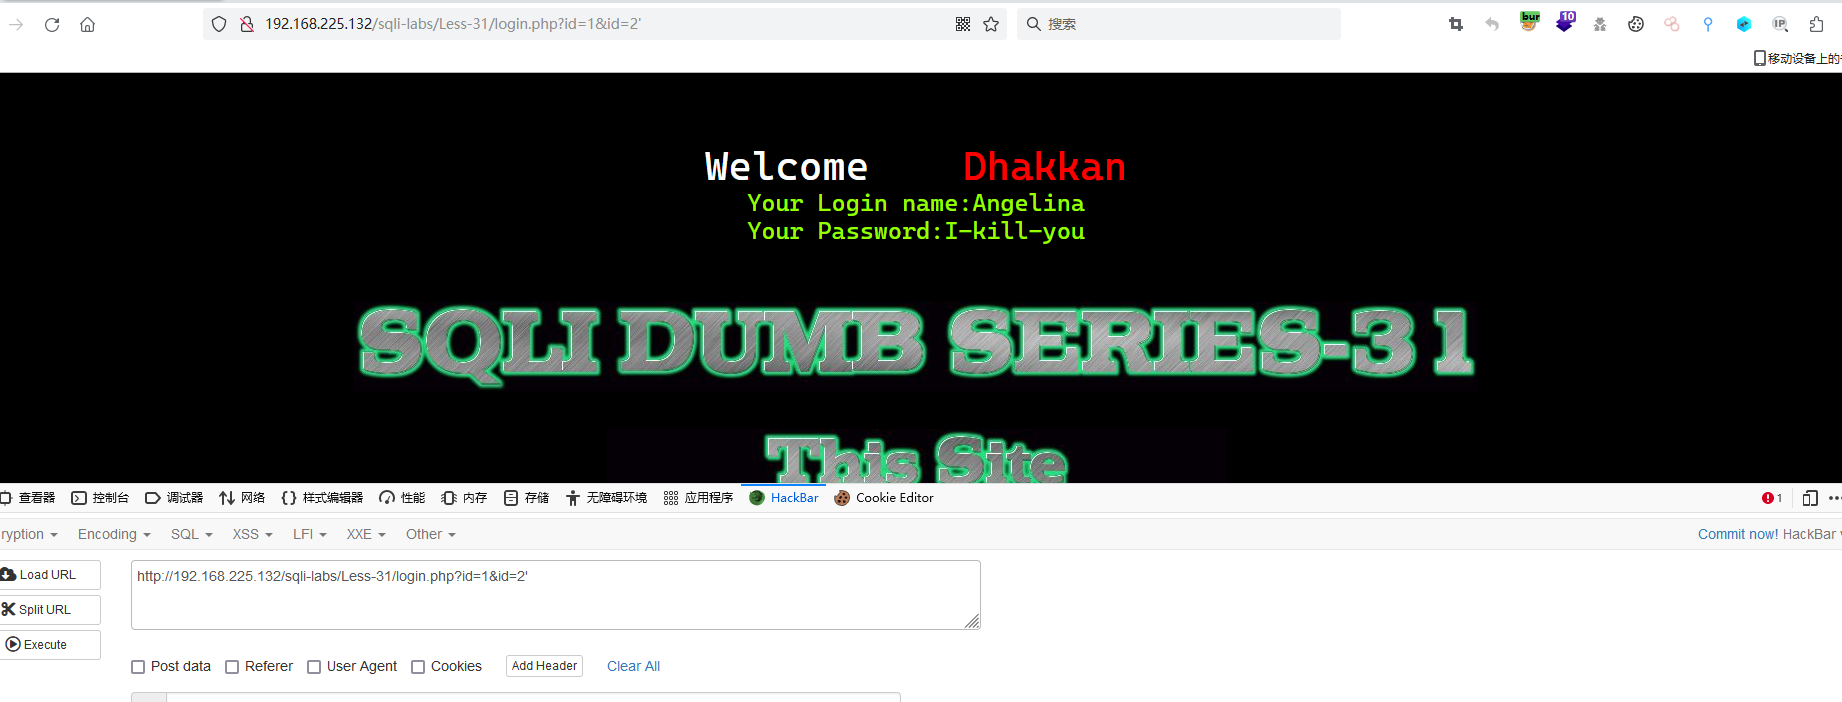 192.168.225.132/sqli-labs/Less-31/login.php?id=1&id=2'
搜索
bur
10
IP
移动设备上的
Welcome Dhakkan
Your Login name:Angelina
Your Password:I-kill-you
SQLI DUMB SERIES-31
This Site
查看器 控制台 调试器 网络 样式编辑器 性能 内存 存储 无障碍环境 应用程序 HackBar Cookie Editor 1
ryption Encoding SQL XSS LFI XXE Other Commit now! HackBar
Load URL http://192.168.225.132/sqli-labs/Less-31/login.php?id=1&id=2'
Split URL
Execute
Post data Referer User Agent Cookies Add Header Clear All